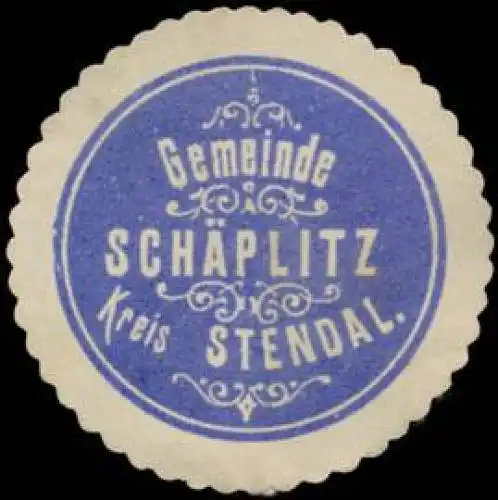 Gemeinde
SCHÄPLITZ
Kreis STENDAL.